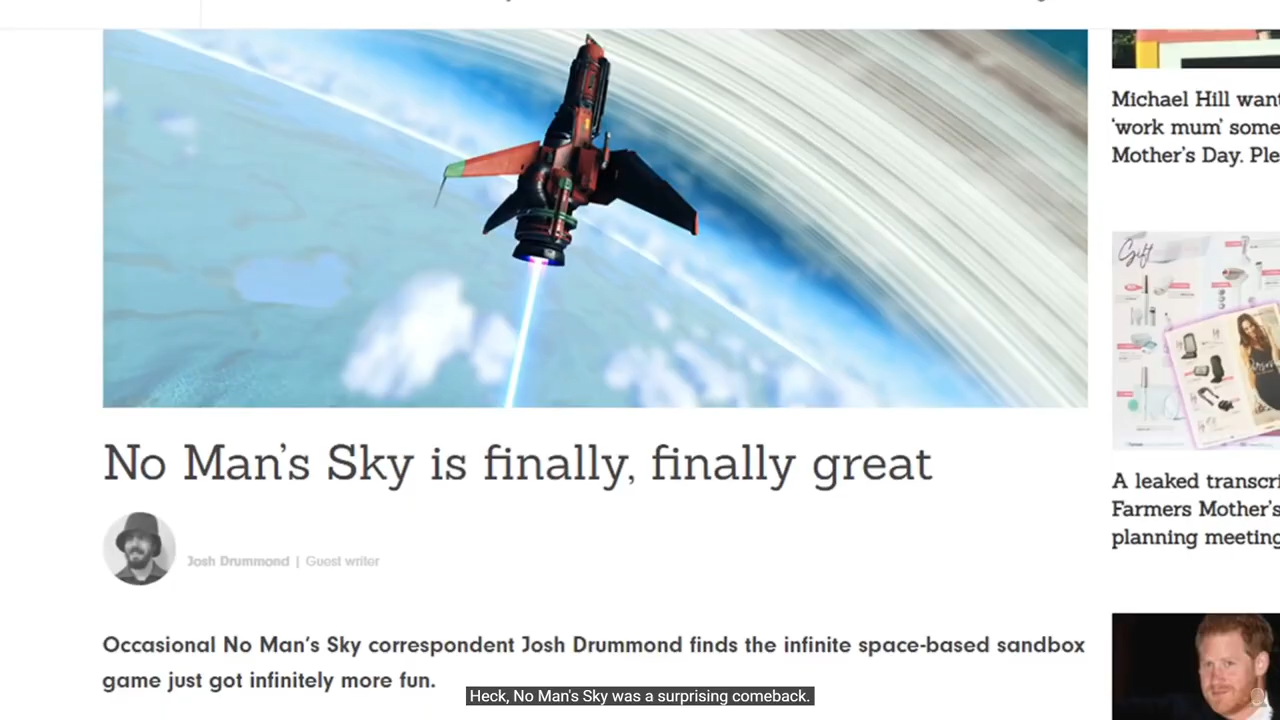 No Man's Sky is finally, finally great
Josh Drummond | Guest writer
Occasional No Man's Sky correspondent Josh Drummond finds the infinite space-based sandbox
game just got infinitely more fun.
Michael Hill want
'work mum' some
Mother's Day. Ple
Gift
A leaked transcri
Farmers Mother's
planning meeting
Heck, No Man's Sky was a surprising comeback.